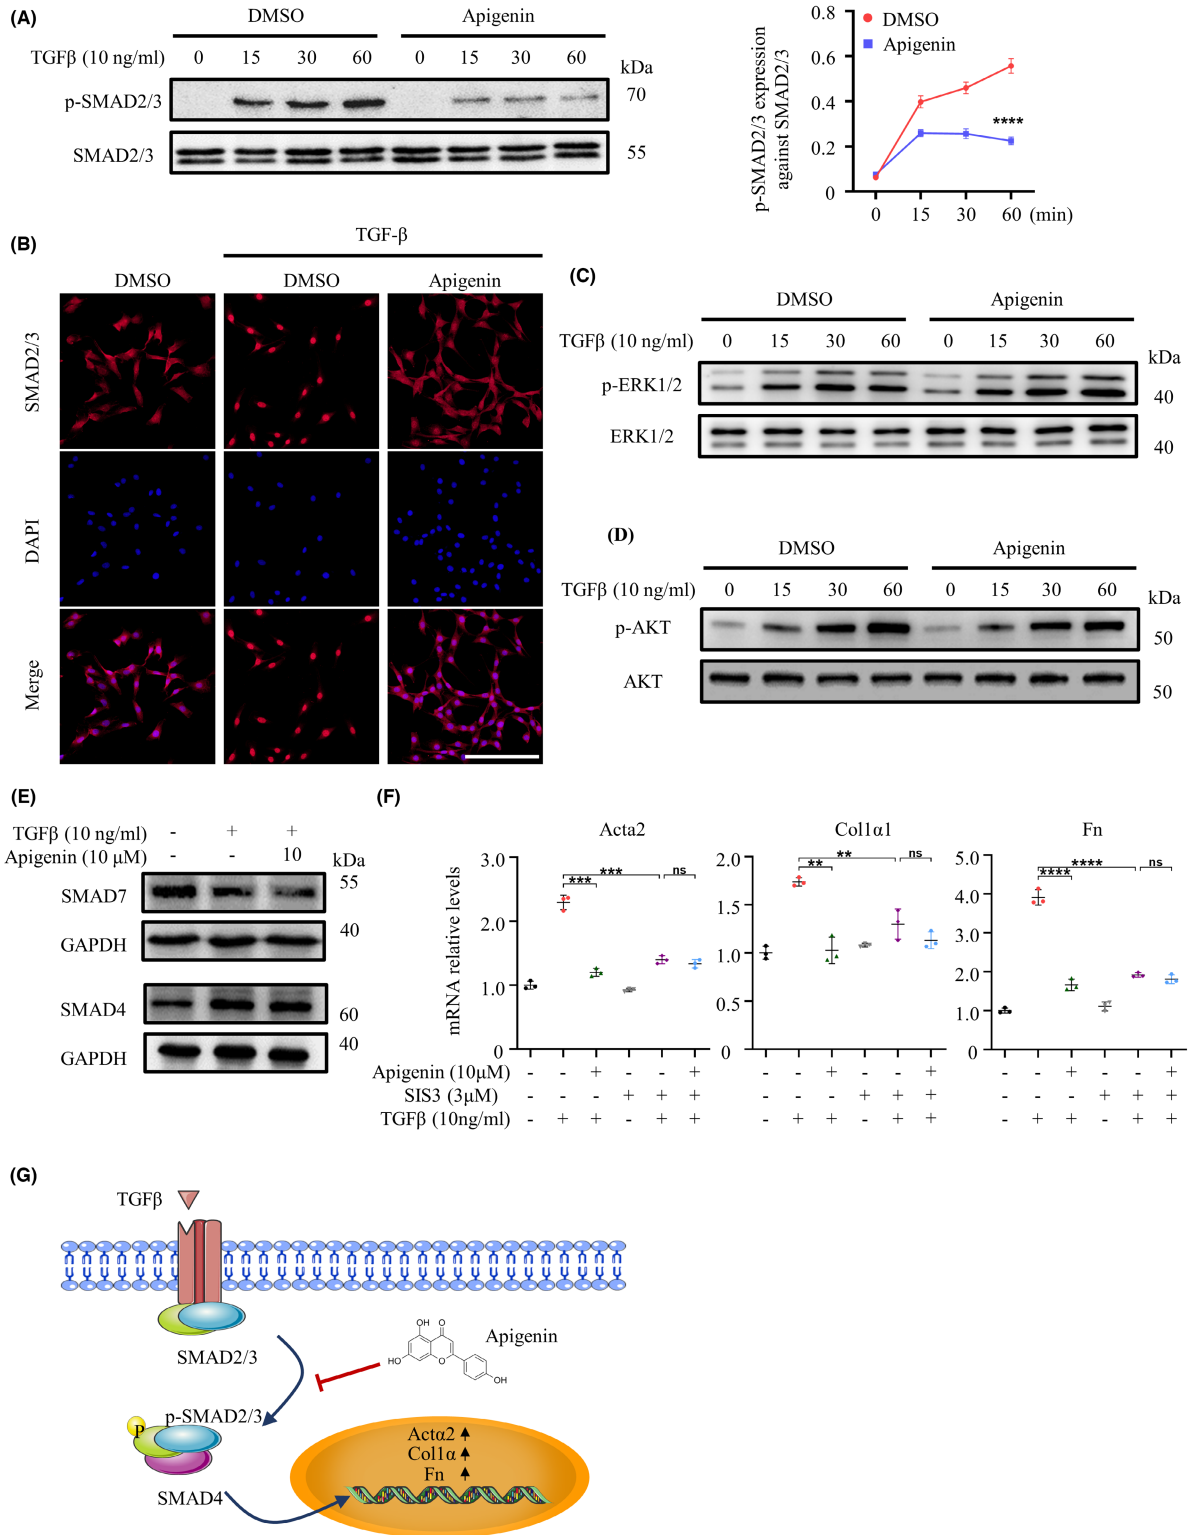 (A)
DMSO Apigenin
TGFβ (10 ng/ml) 0 15 30 60 0 15 30 60
kDa
p-SMAD2/3 70
SMAD2/3 55
p-SMAD2/3 expression
against SMAD2/3
0.8
0.6
0.4
0.2
0
DMSO
Apigenin
****
0 15 30 60 (min)
(B)
TGF-β
DMSO DMSO Apigenin
SMAD2/3
DAPI
Merge
(C)
DMSO Apigenin
TGFβ (10 ng/ml) 0 15 30 60 0 15 30 60
kDa
p-ERK1/2 40
ERK1/2 40
(D)
DMSO Apigenin
TGFβ (10 ng/ml) 0 15 30 60 0 15 30 60
kDa
p-AKT 50
AKT 50
(E)
TGFβ (10 ng/ml) - + +
Apigenin (10 μM) - - 10
kDa
SMAD7 55
GAPDH 40
SMAD4 60
GAPDH 40
(F)
mRNA relative levels
Acta2
3.0
2.0
1.0
0
*** *** ns
Col1α1
2.0
1.5
1.0
0.5
0
** ** ns
Fn
5.0
4.0
3.0
2.0
1.0
0
**** **** ns
Apigenin (10μM) - - + - - + - - + - - + - - + - - +
SIS3 (3μM) - - - + + + - - - + + + - - - + + +
TGFβ (10ng/ml) - + + - + + - + + - + + - + + - + +
(G)
TGFβ
SMAD2/3
Apigenin
OH
O
HO
O
OH
P
p-SMAD2/3
SMAD4
Actα2
Col1α
Fn